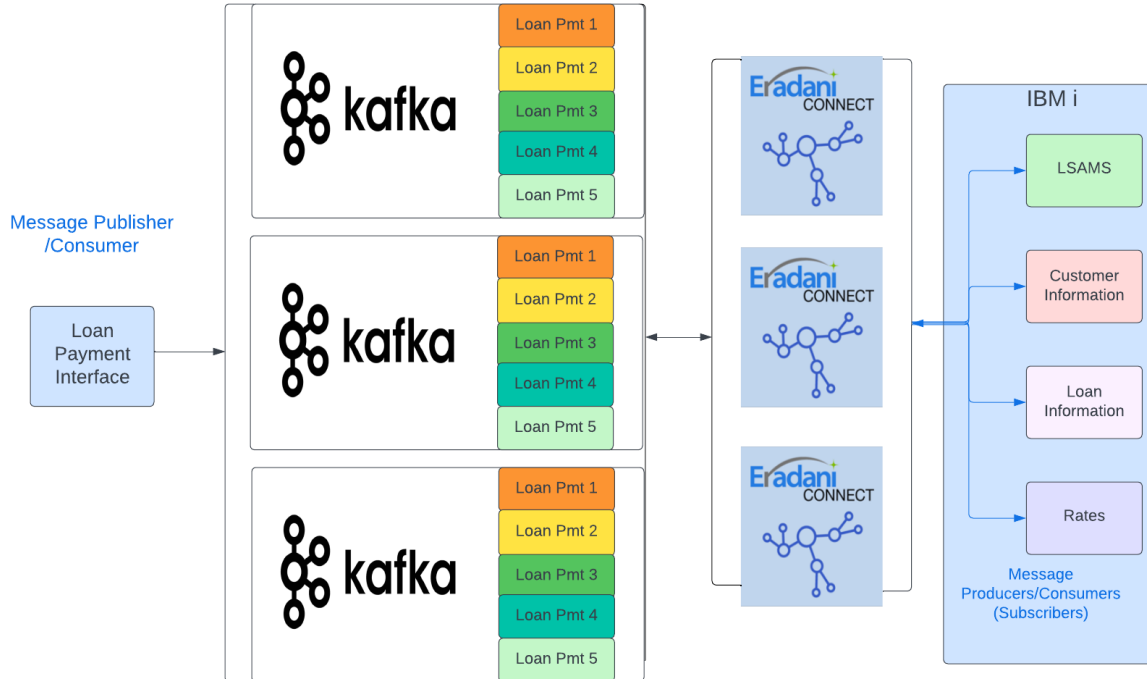 Message Publisher
/Consumer
Loan
Payment
Interface
kafka
Loan Pmt 1
Loan Pmt 2
Loan Pmt 3
Loan Pmt 4
Loan Pmt 5
kafka
Loan Pmt 1
Loan Pmt 2
Loan Pmt 3
Loan Pmt 4
Loan Pmt 5
kafka
Loan Pmt 1
Loan Pmt 2
Loan Pmt 3
Loan Pmt 4
Loan Pmt 5
Eradani
CONNECT
Eradani
CONNECT
Eradani
CONNECT
IBM i
LSAMS
Customer
Information
Loan
Information
Rates
Message
Producers/Consumers
(Subscribers)